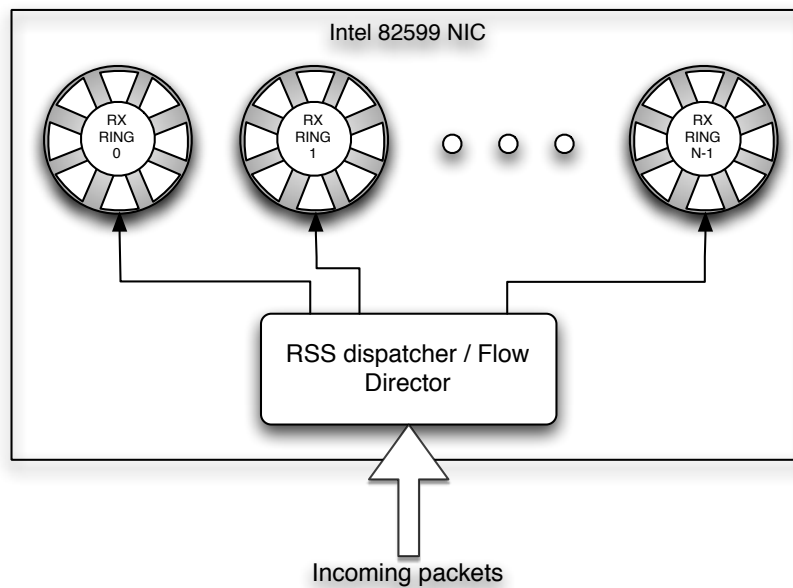 Intel 82599 NIC
RX
RING
0
RX
RING
1
RX
RING
N-1
RSS dispatcher / Flow
Director
Incoming packets